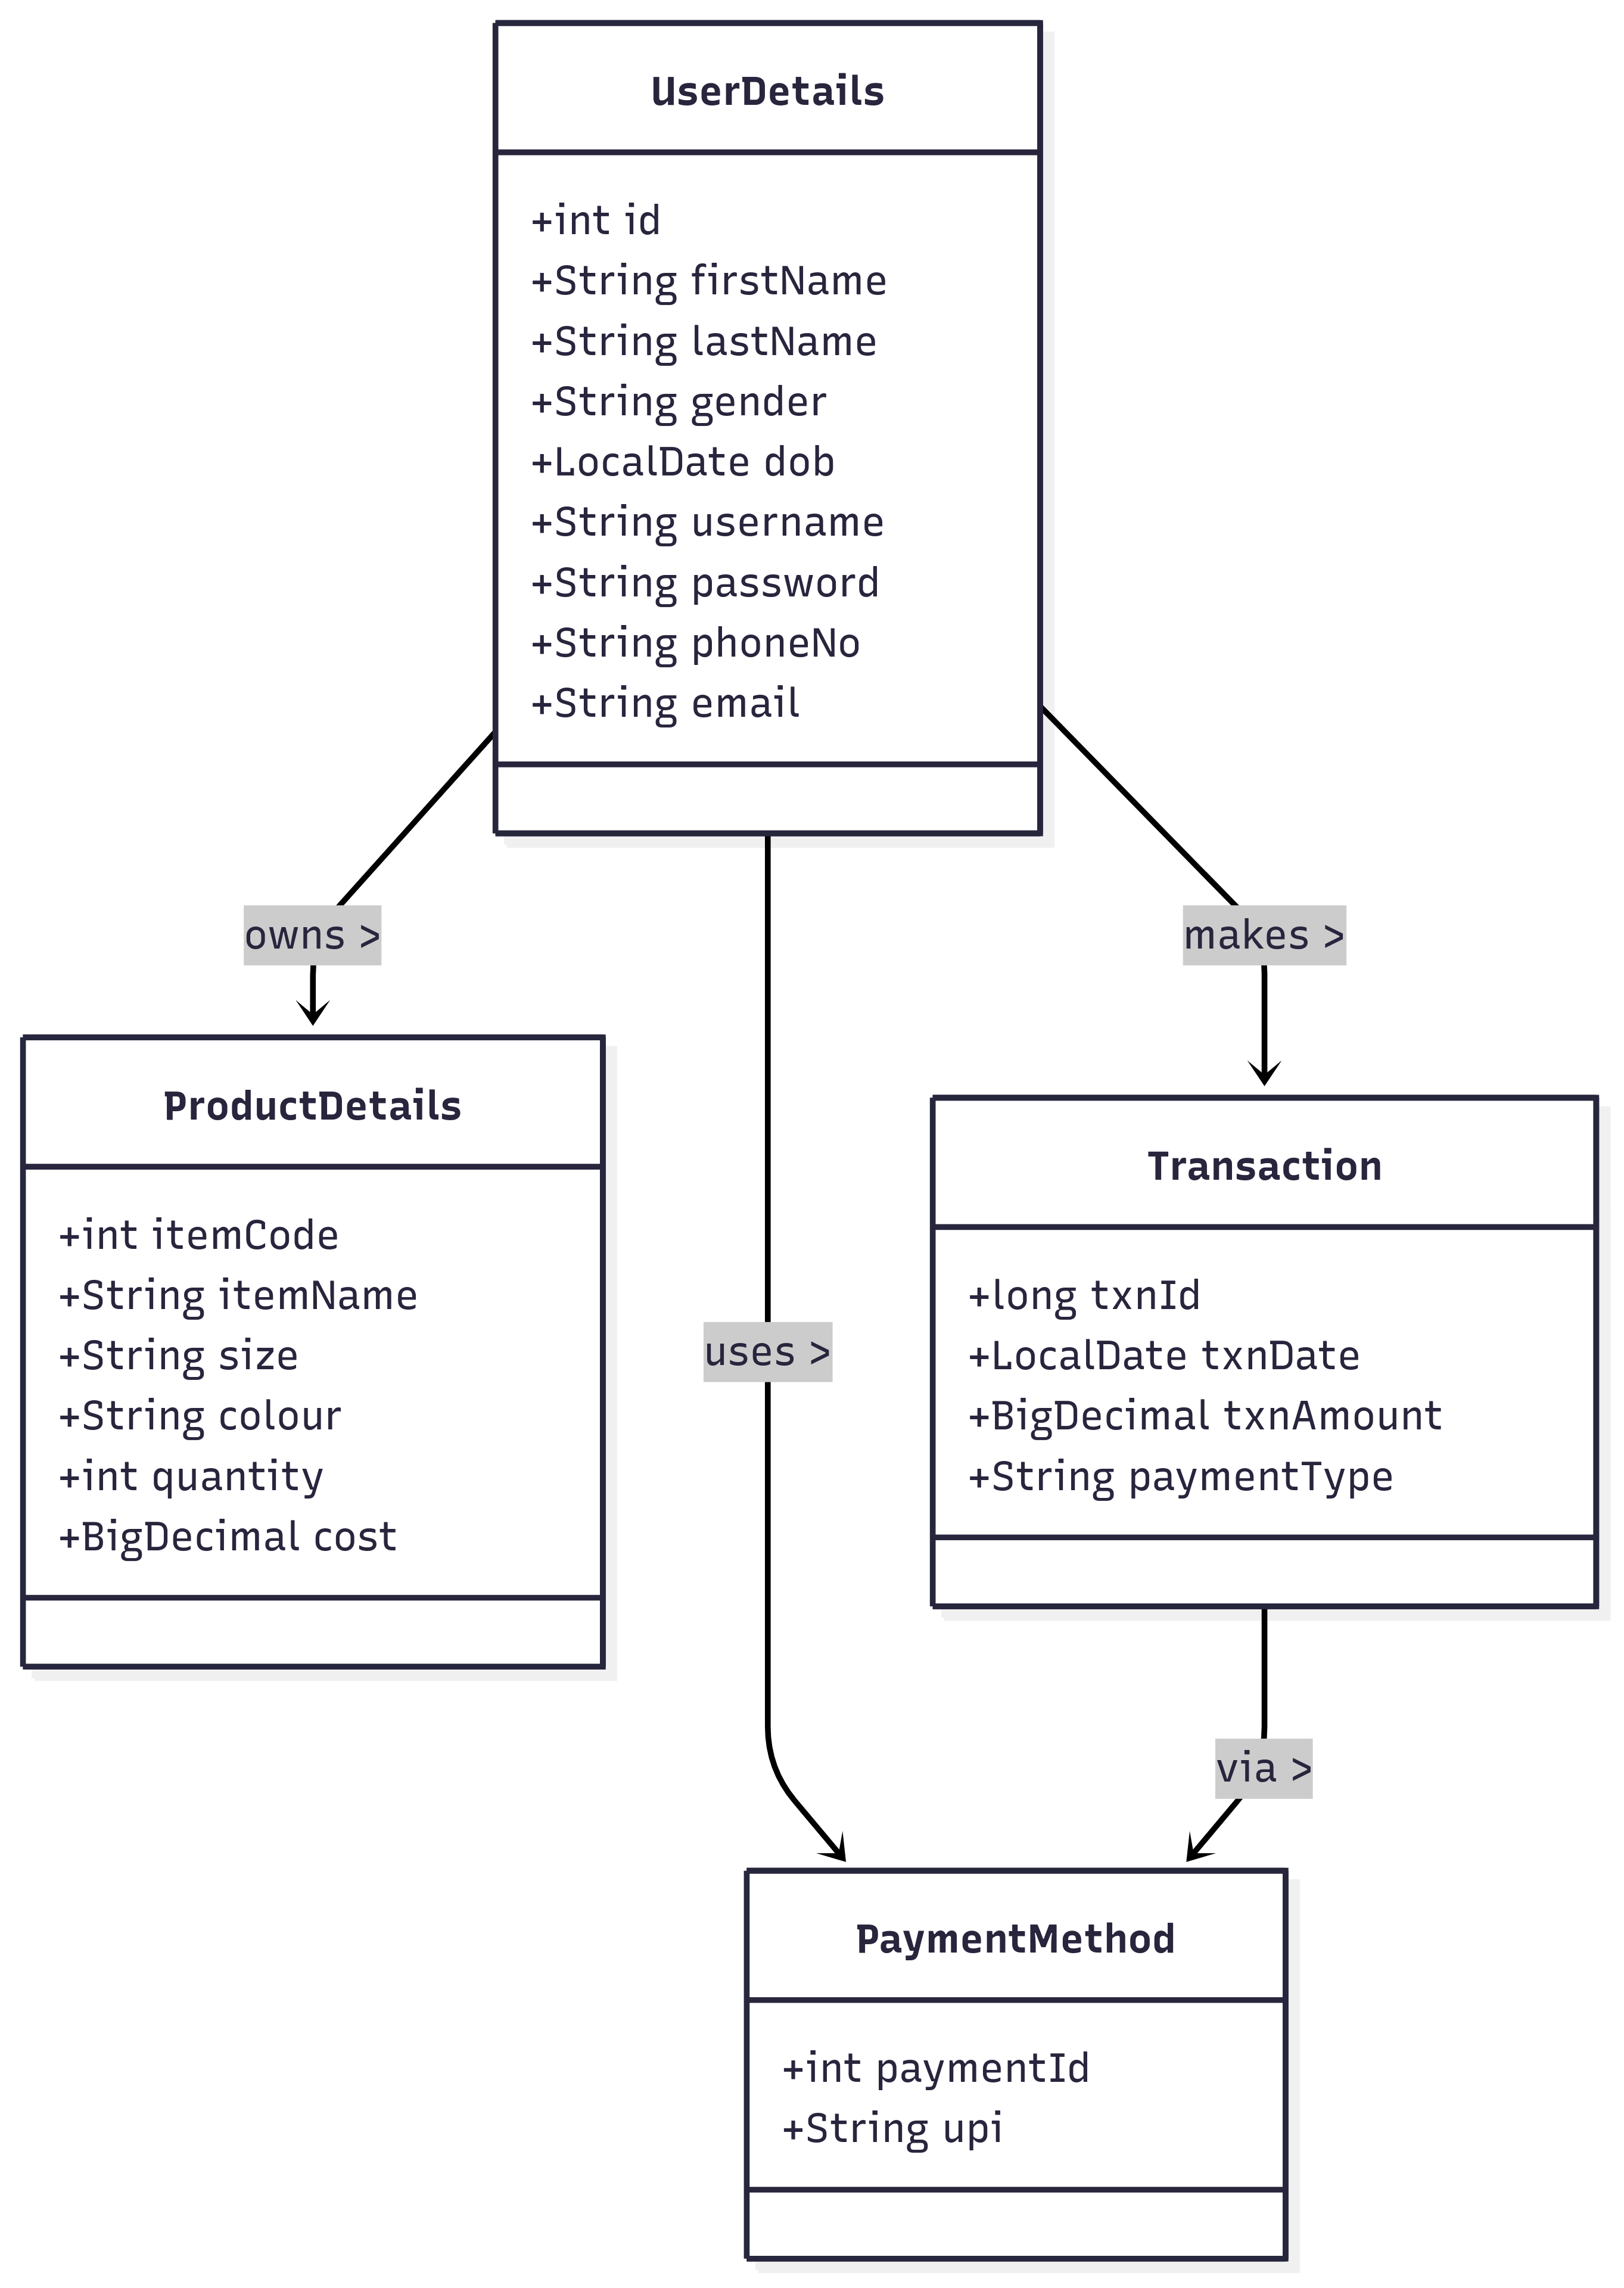 UserDetails
+int id
+String firstName
+String lastName
+String gender
+LocalDate dob
+String username
+String password
+String phoneNo
+String email
owns >
makes >
ProductDetails
+int itemCode
+String itemName
+String size
+String colour
+int quantity
+BigDecimal cost
uses >
Transaction
+long txnId
+LocalDate txnDate
+BigDecimal txnAmount
+String paymentType
via >
PaymentMethod
+int paymentId
+String upi